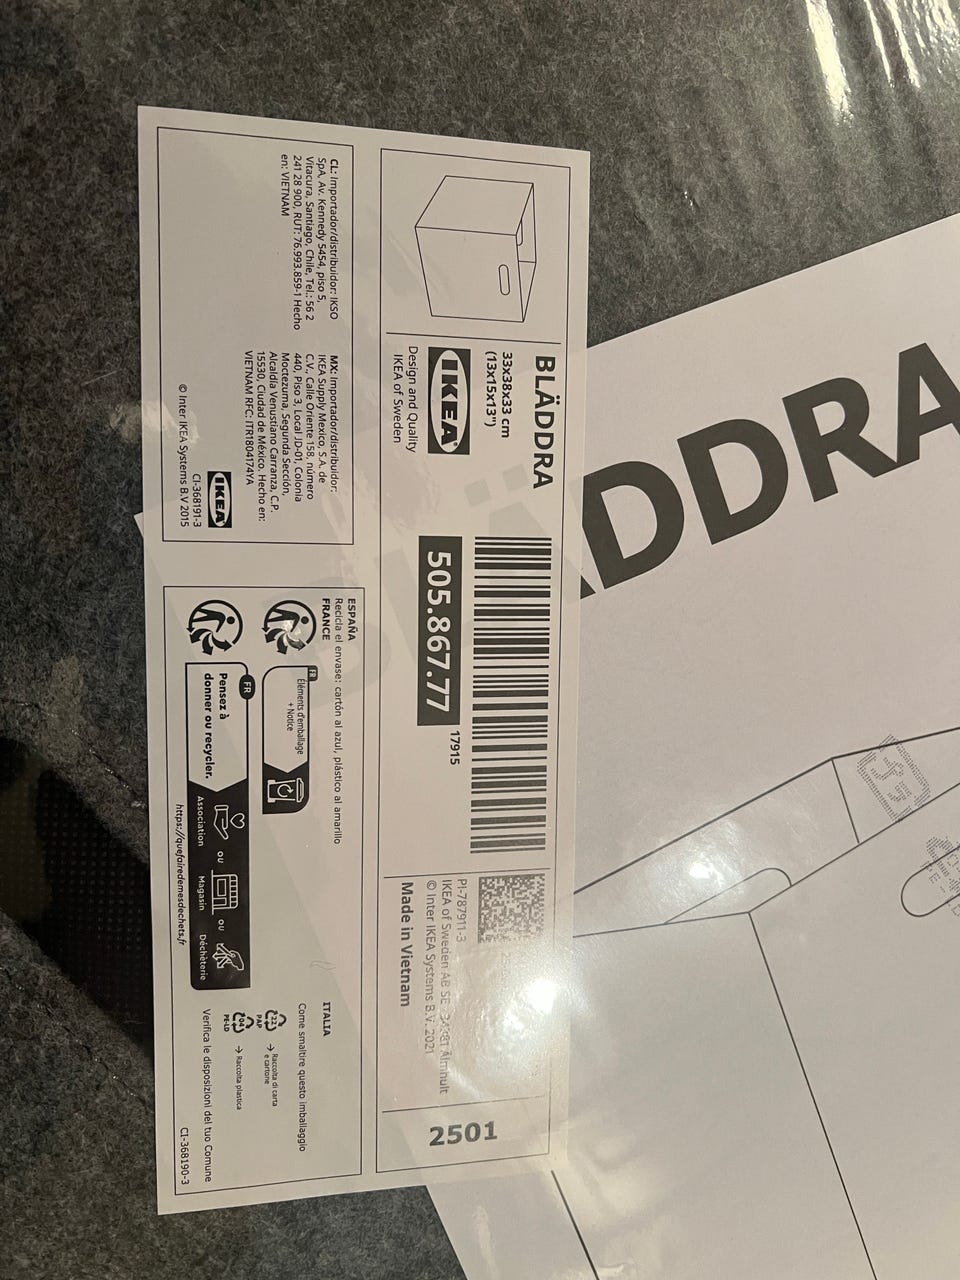 BLÄDDRA
33x38x33 cm
(13x15x13")
IKEA®
Design and Quality
IKEA of Sweden
505.867.77
17915
PI-787911-3
IKEA of Sweden AB SE Älmhult
© Inter IKEA Systems B.V. 2021
Made in Vietnam
2501
CL: Importador/distribuidor: IKSO
SpA, Av. Kennedy 5454, piso 5,
Vitacura, Santiago, Chile, Tel.: 56 2
241 28 900, RUT: 76.993.859-1 Hecho
en: VIETNAM
MX: Importador/distribuidor:
IKEA Supply Mexico, S.A. de
C.V., Calle Oriente 158, número
440, Piso 3, Local JD-01, Colonia
Moctezuma, Segunda Sección,
Alcaldía Venustiano Carranza, C.P.
15530, Ciudad de México. Hecho en:
VIETNAM RFC: ITR1804174YA
IKEA®
CI-368191-3
© Inter IKEA Systems B.V 2015
ESPAÑA
Recicla el envase: cartón al azul, plástico al amarillo
FRANCE
FR
Éléments d'emballage
+ Notice
FR
Pensez à
donner ou recycler.
Association
ou
Magasin
ou
Déchèterie
https://quefairedemesdechets.fr
ITALIA
Come smaltire questo imballaggio
PAP
→ Raccolta di carta
e cartone
04
PE-LD
→ Raccolta plastica
Verifica le disposizioni del tuo Comune
CI-368190-3
ÄDDRA